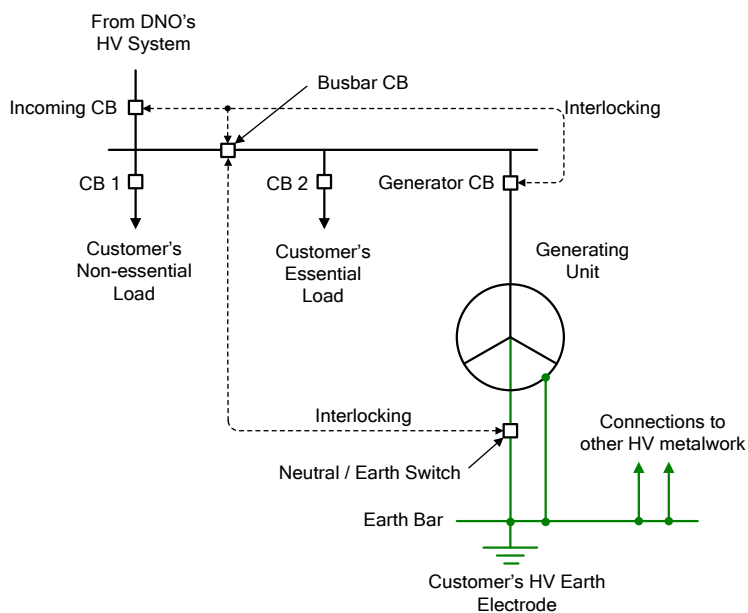 From DNO's
HV System
Busbar CB
Incoming CB
Interlocking
CB 1
CB 2
Generator CB
Customer's
Non-essential
Load
Customer's
Essential
Load
Generating
Unit
Interlocking
Connections to
other HV metalwork
Neutral / Earth Switch
Earth Bar
Customer's HV Earth
Electrode